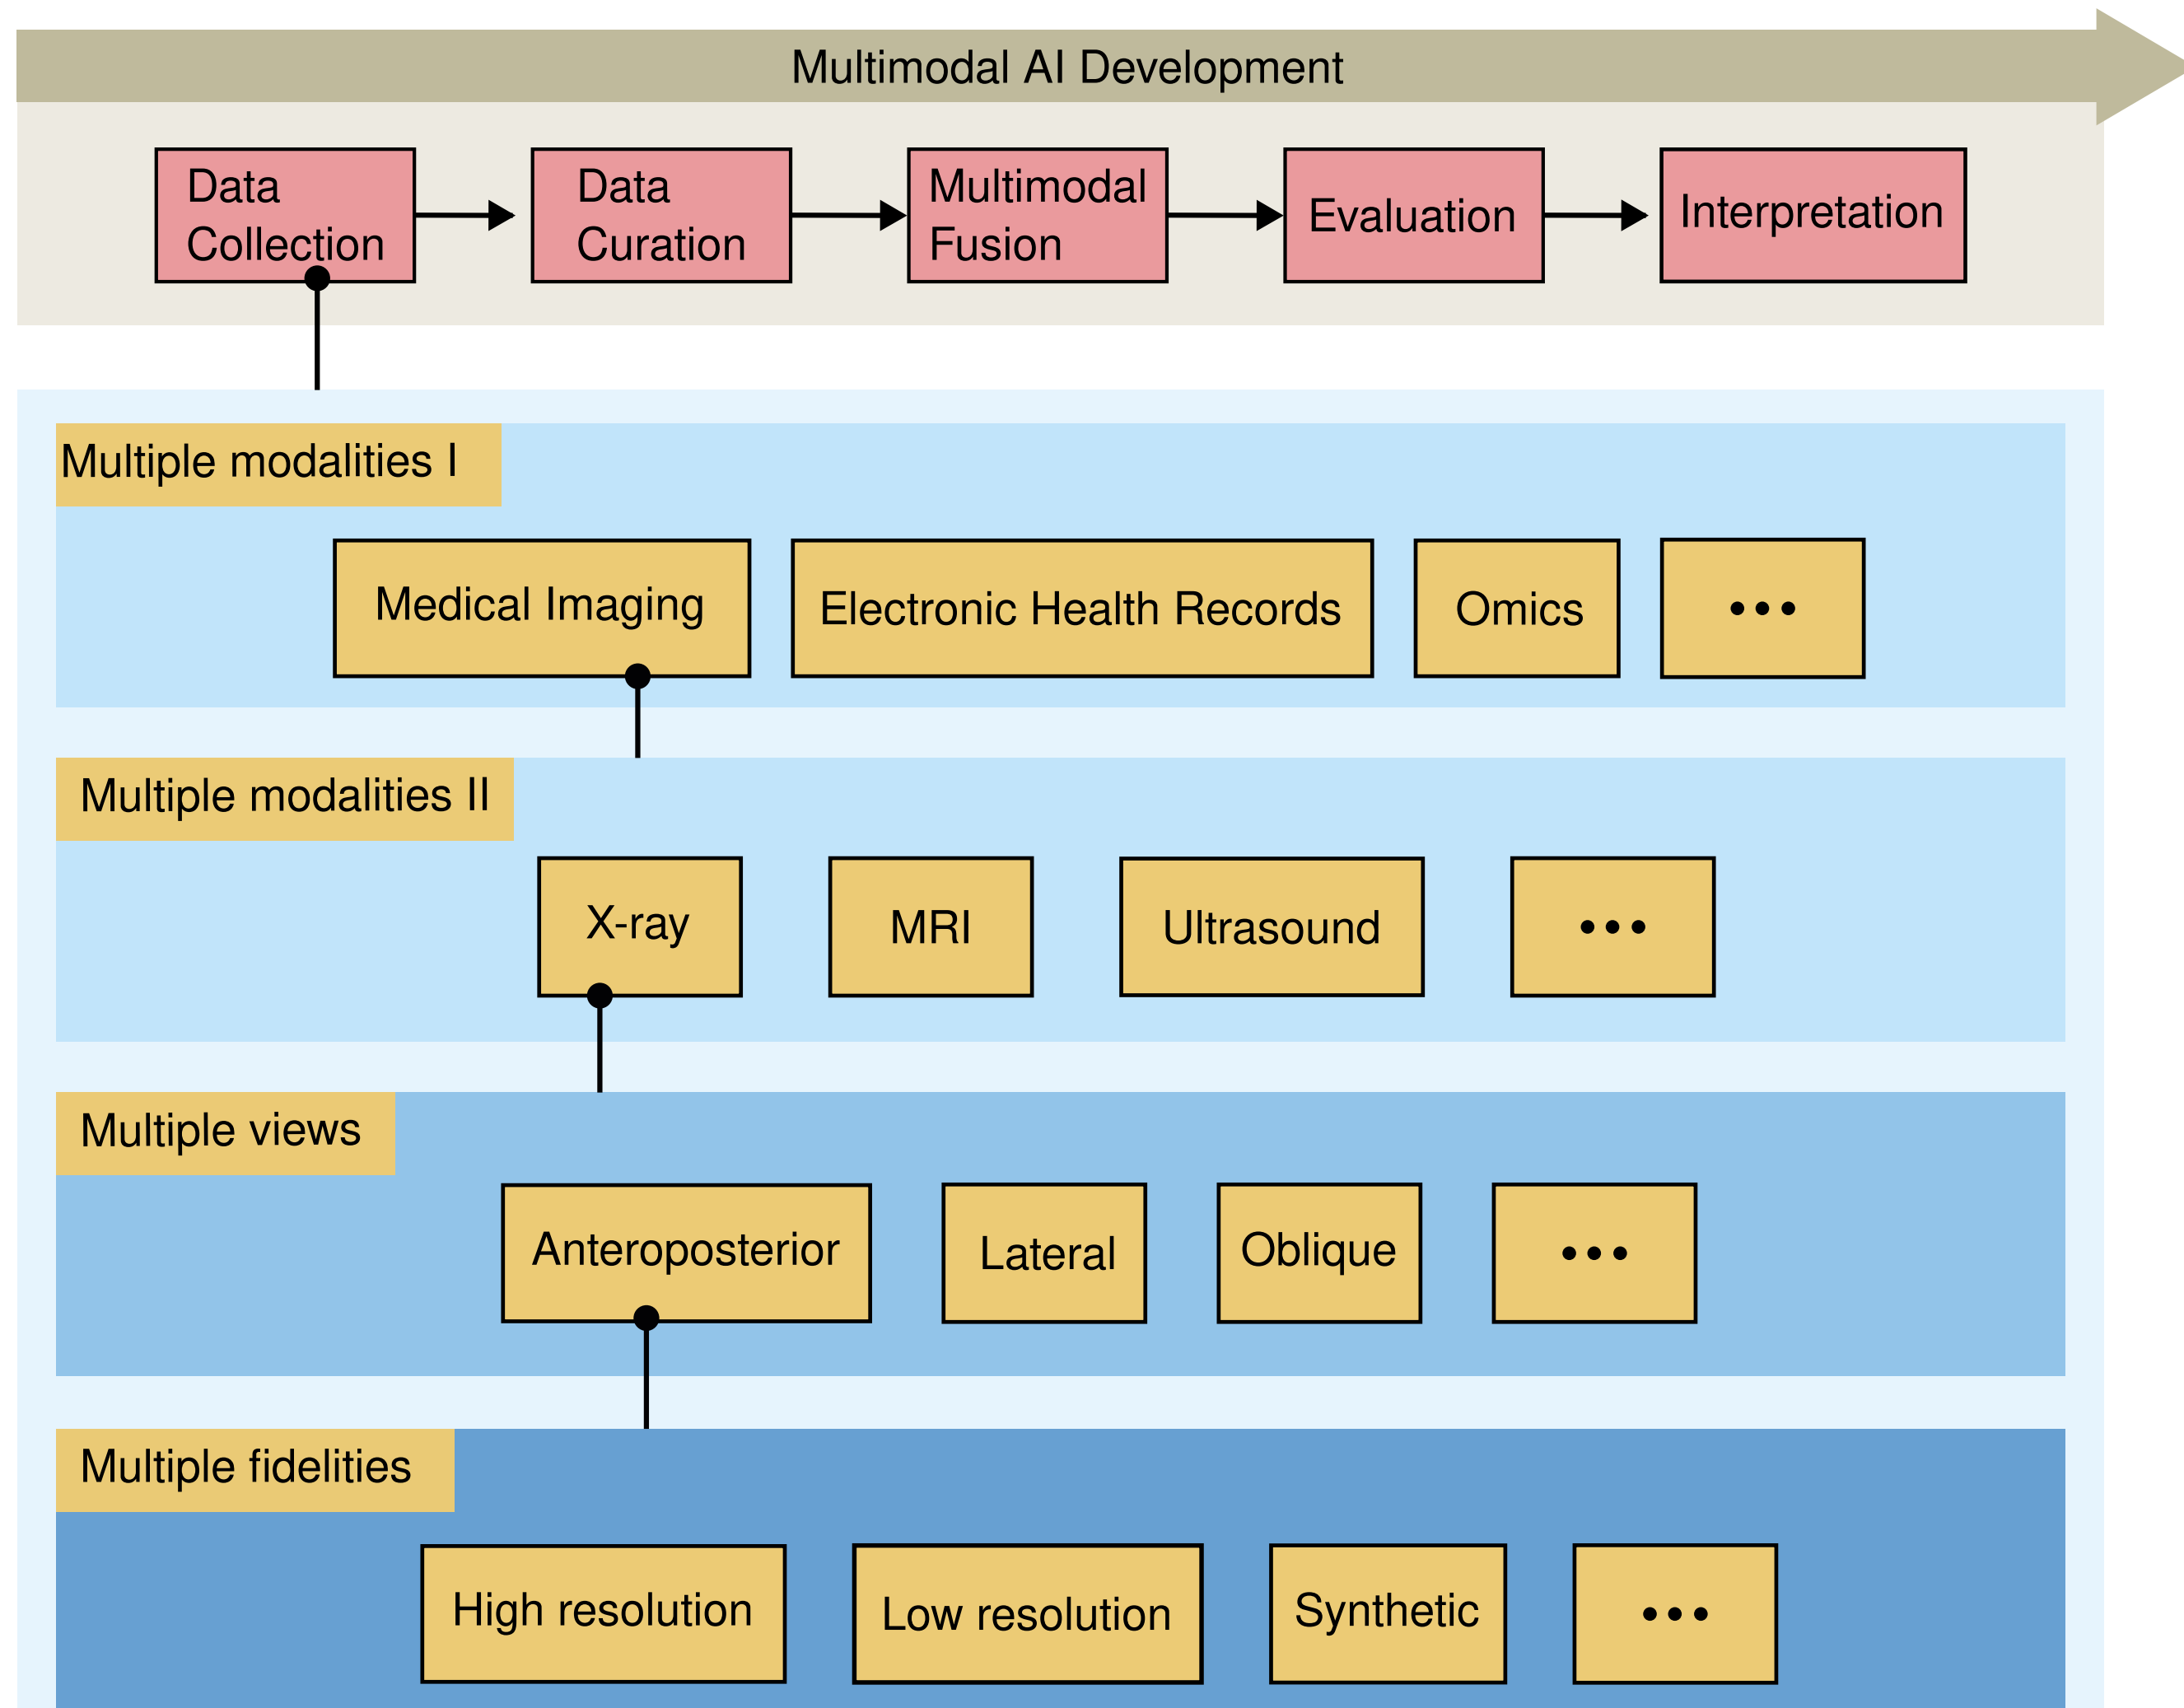 Multimodal AI Development
Data
Collection
Data
Curation
Multimodal
Fusion
Evaluation
Interpretation
Multiple modalities I
Medical Imaging
Electronic Health Records
Omics
•••
Multiple modalities II
X-ray
MRI
Ultrasound
•••
Multiple views
Anteroposterior
Lateral
Oblique
•••
Multiple fidelities
High resolution
Low resolution
Synthetic
•••